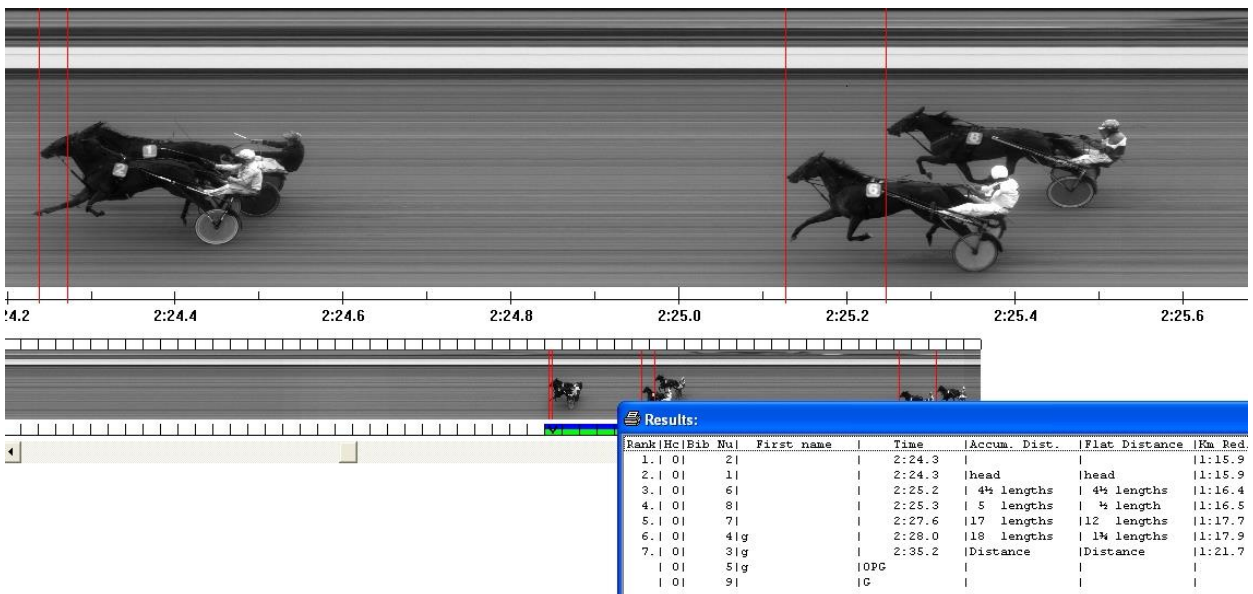 1
2
8
6
24.2 2:24.4 2:24.6 2:24.8 2:25.0 2:25.2 2:25.4 2:25.6
Results:
Rank|Hc|Bib Nu| First name | Time |Accum. Dist. |Flat Distance |Km Red.
1.| 0| 2| | 2:24.3 | | |1:15.9
2.| 0| 1| | 2:24.3 |head |head |1:15.9
3.| 0| 6| | 2:25.2 | 4½ lengths | 4½ lengths |1:16.4
4.| 0| 8| | 2:25.3 | 5 lengths | ½ length |1:16.5
5.| 0| 7| | 2:27.6 |17 lengths |12 lengths |1:17.7
6.| 0| 4|g | 2:28.0 |18 lengths | 1¾ lengths |1:17.9
7.| 0| 3|g | 2:35.2 |Distance |Distance |1:21.7
| 0| 5|g |OPG | | |
| 0| 9| |G | | |